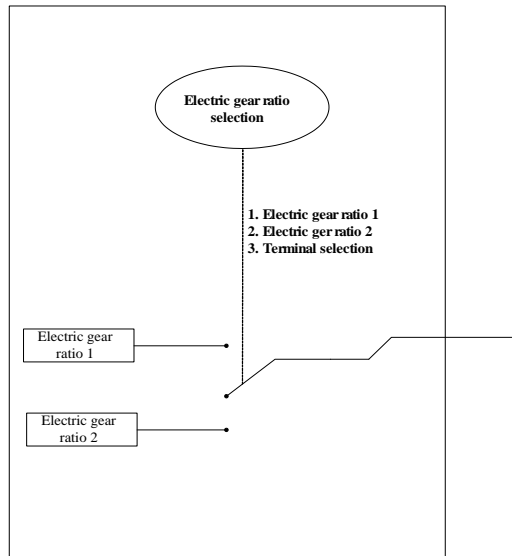 Electric gear ratio
selection
1. Electric gear ratio 1
2. Electric ger ratio 2
3. Terminal selection
Electric gear
ratio 1
Electric gear
ratio 2